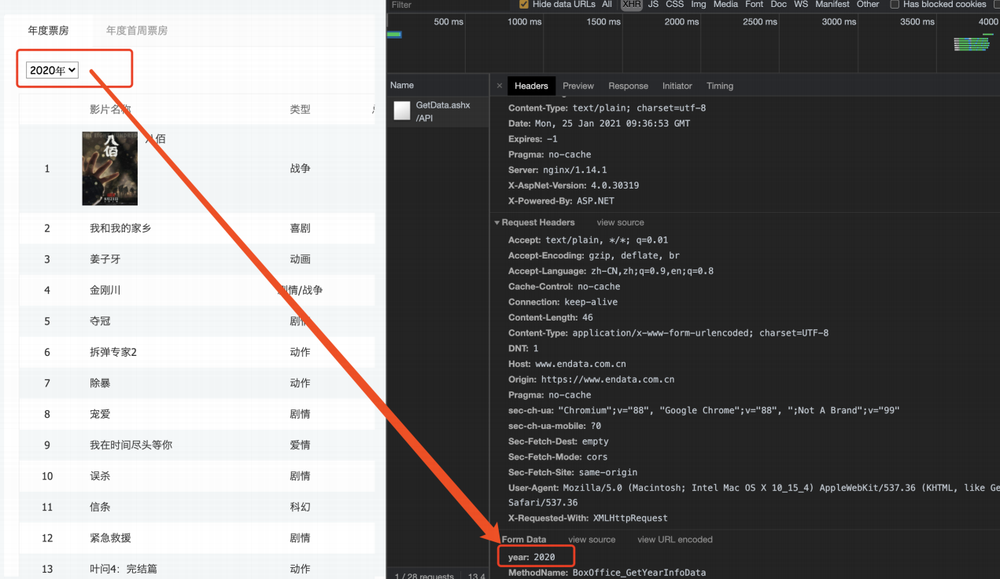 年度票房 年度首周票房
2020年
影片名称 类型
1 八佰 战争
八佰
2 我和我的家乡 喜剧
3 姜子牙 动画
4 金刚川 剧情/战争
5 夺冠 剧情
6 拆弹专家2 动作
7 除暴 动作
8 宠爱 剧情
9 我在时间尽头等你 爱情
10 误杀 剧情
11 信条 科幻
12 紧急救援 剧情
13 叶问4：完结篇 动作
Filter Hide data URLs All XHR JS CSS Img Media Font Doc WS Manifest Other Has blocked cookies
500 ms 1000 ms 1500 ms 2000 ms 2500 ms 3000 ms 3500 ms 4000
Name
GetData.ashx
/API
1 / 28 requests 13.4
× Headers Preview Response Initiator Timing
Content-Type: text/plain; charset=utf-8
Date: Mon, 25 Jan 2021 09:36:53 GMT
Expires: -1
Pragma: no-cache
Server: nginx/1.14.1
X-AspNet-Version: 4.0.30319
X-Powered-By: ASP.NET
Request Headers view source
Accept: text/plain, */*; q=0.01
Accept-Encoding: gzip, deflate, br
Accept-Language: zh-CN,zh;q=0.9,en;q=0.8
Cache-Control: no-cache
Connection: keep-alive
Content-Length: 46
Content-Type: application/x-www-form-urlencoded; charset=UTF-8
DNT: 1
Host: www.endata.com.cn
Origin: https://www.endata.com.cn
Pragma: no-cache
sec-ch-ua: "Chromium";v="88", "Google Chrome";v="88", ";Not A Brand";v="99"
sec-ch-ua-mobile: ?0
Sec-Fetch-Dest: empty
Sec-Fetch-Mode: cors
Sec-Fetch-Site: same-origin
User-Agent: Mozilla/5.0 (Macintosh; Intel Mac OS X 10_15_4) AppleWebKit/537.36 (KHTML, like Ge
Safari/537.36
X-Requested-With: XMLHttpRequest
Form Data view source view URL encoded
year: 2020
MethodName: BoxOffice_GetYearInfoData